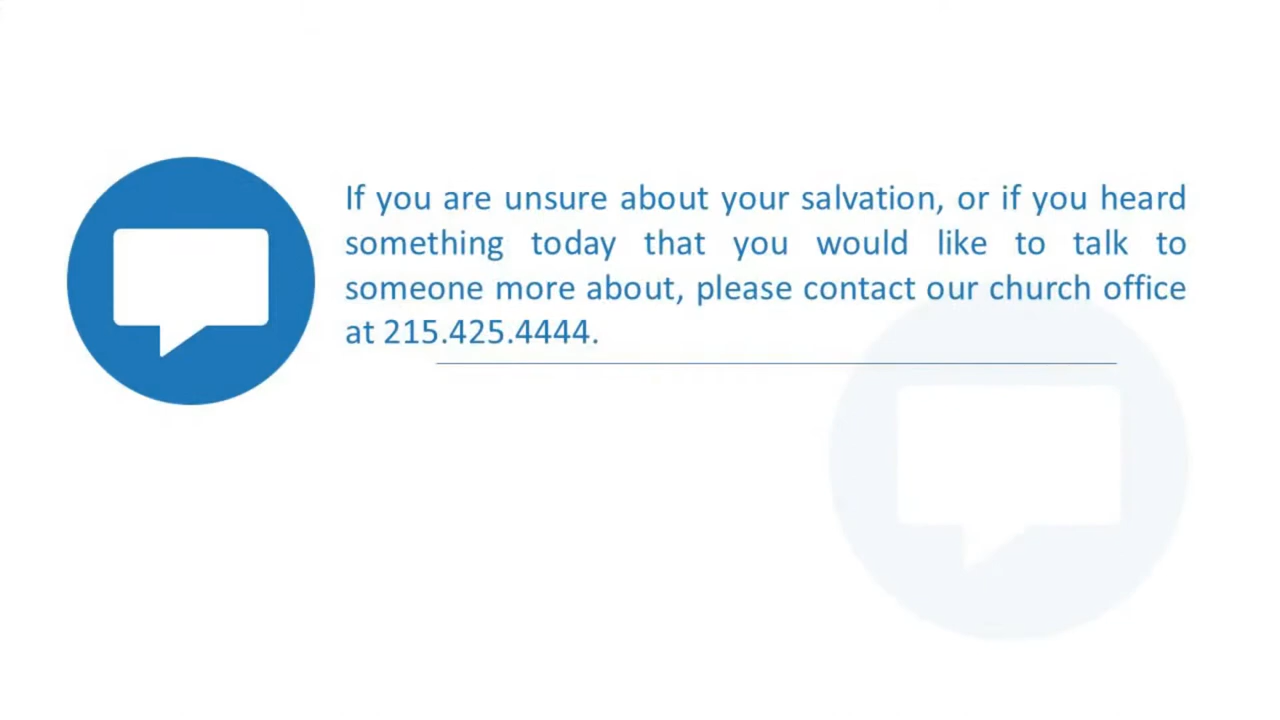 If you are unsure about your salvation, or if you heard
something today that you would like to talk to
someone more about, please contact our church office
at 215.425.4444.